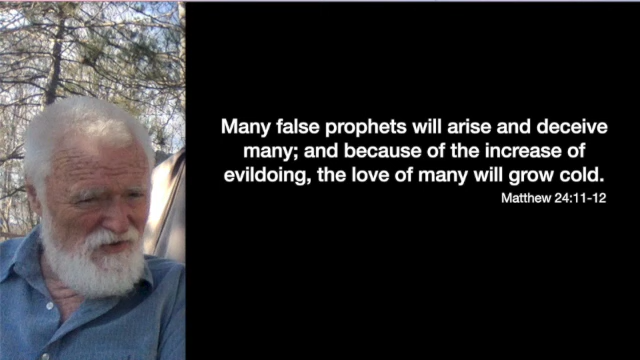 Many false prophets will arise and deceive
many; and because of the increase of
evildoing, the love of many will grow cold.
Matthew 24:11-12